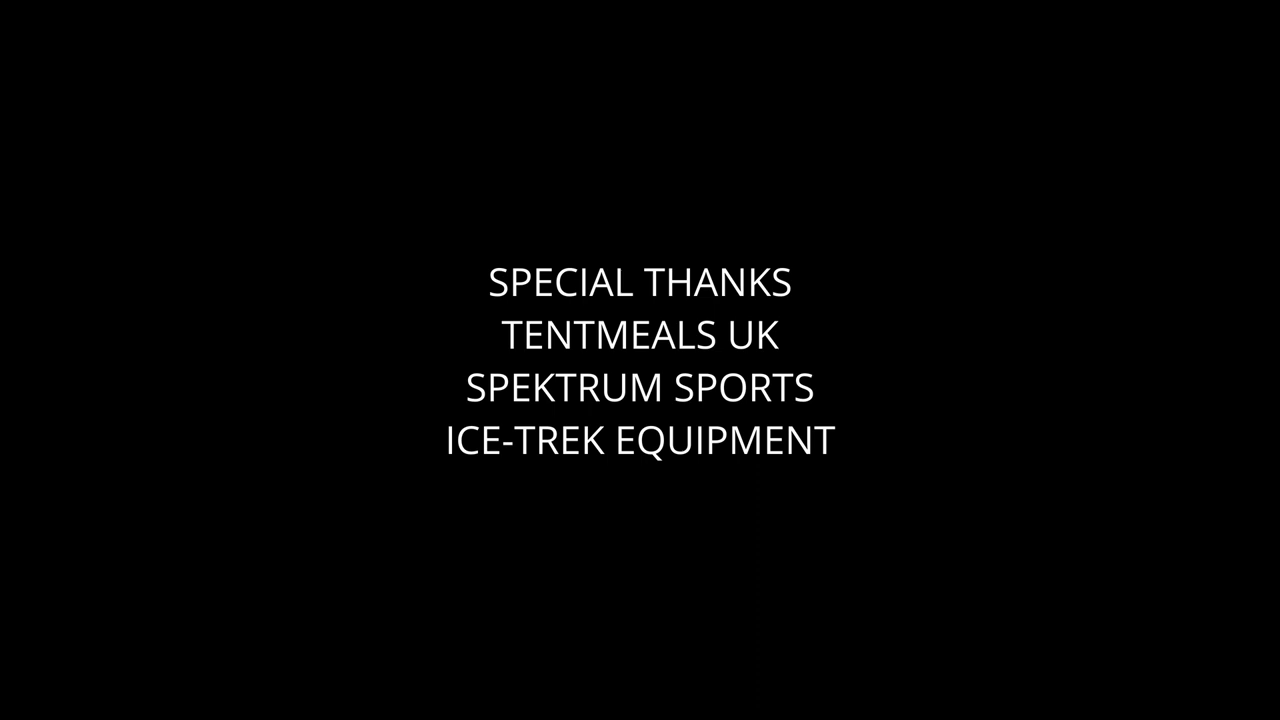 SPECIAL THANKS
TENTMEALS UK
SPEKTRUM SPORTS
ICE-TREK EQUIPMENT